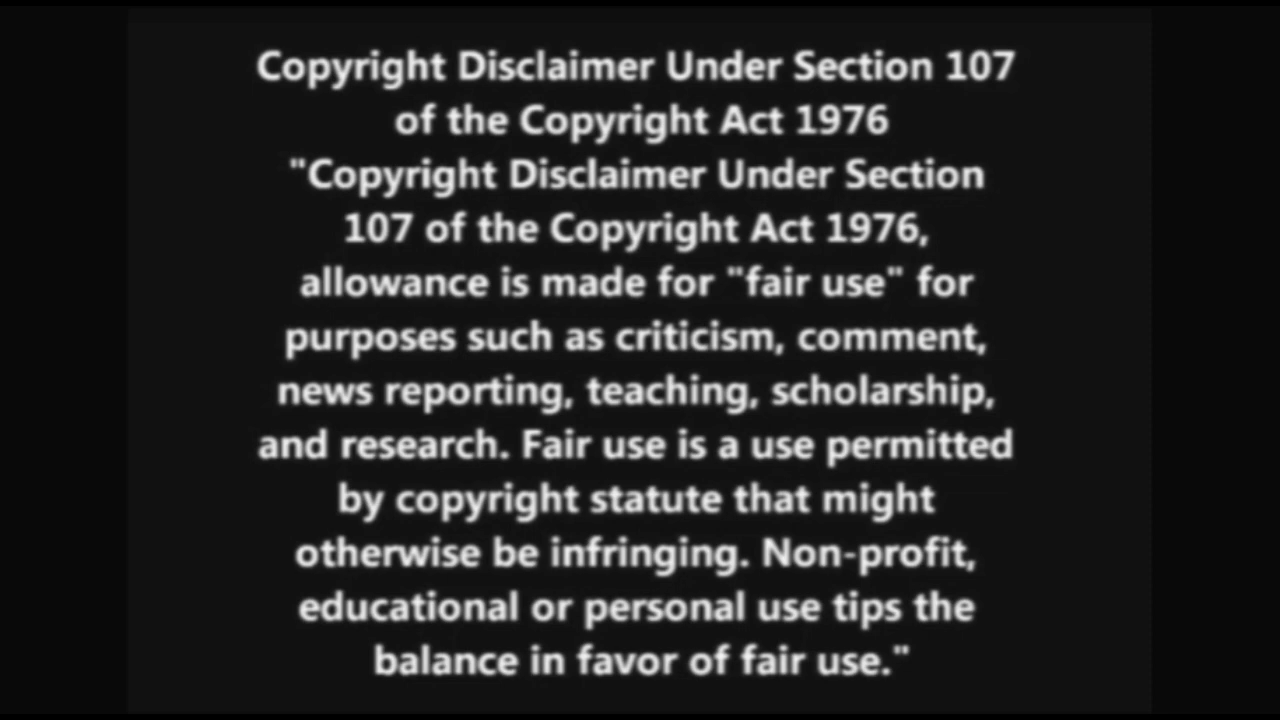 Copyright Disclaimer Under Section 107
of the Copyright Act 1976
"Copyright Disclaimer Under Section
107 of the Copyright Act 1976,
allowance is made for "fair use" for
purposes such as criticism, comment,
news reporting, teaching, scholarship,
and research. Fair use is a use permitted
by copyright statute that might
otherwise be infringing. Non-profit,
educational or personal use tips the
balance in favor of fair use."